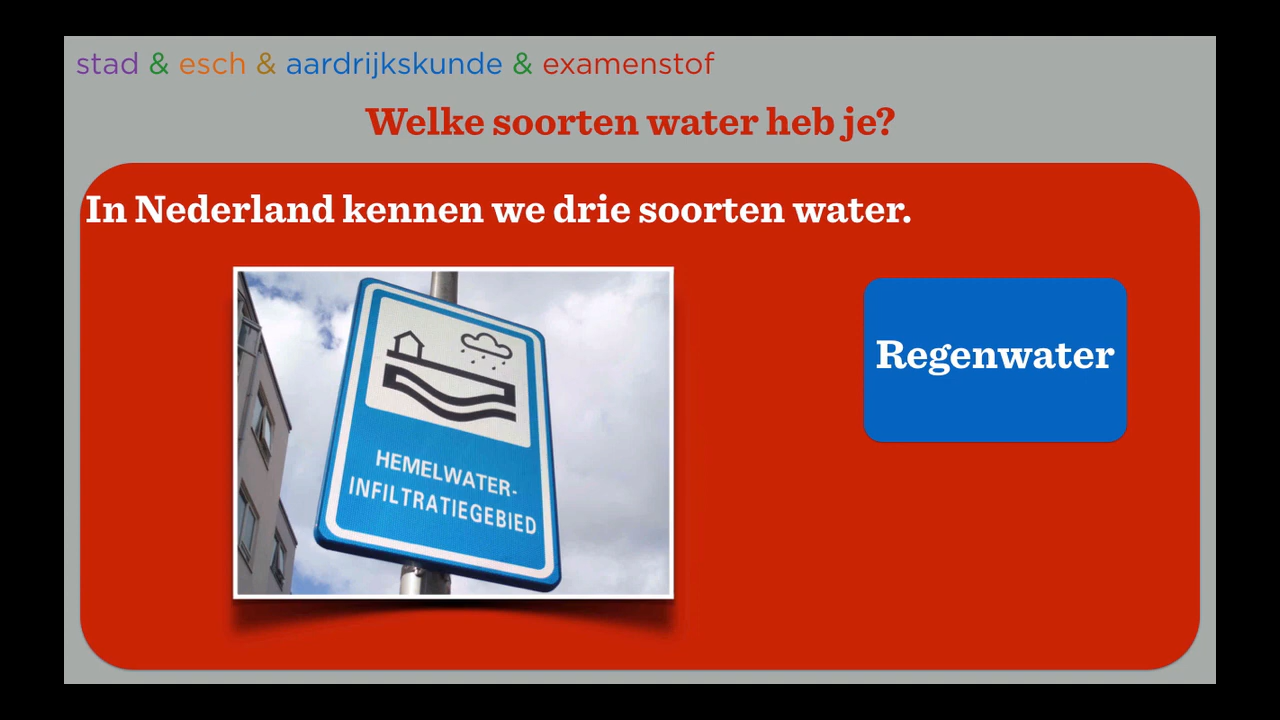 stad & esch & aardrijkskunde & examenstof
Welke soorten water heb je?
In Nederland kennen we drie soorten water.
Regenwater
HEMELWATER-
INFILTRATIEGEBIED